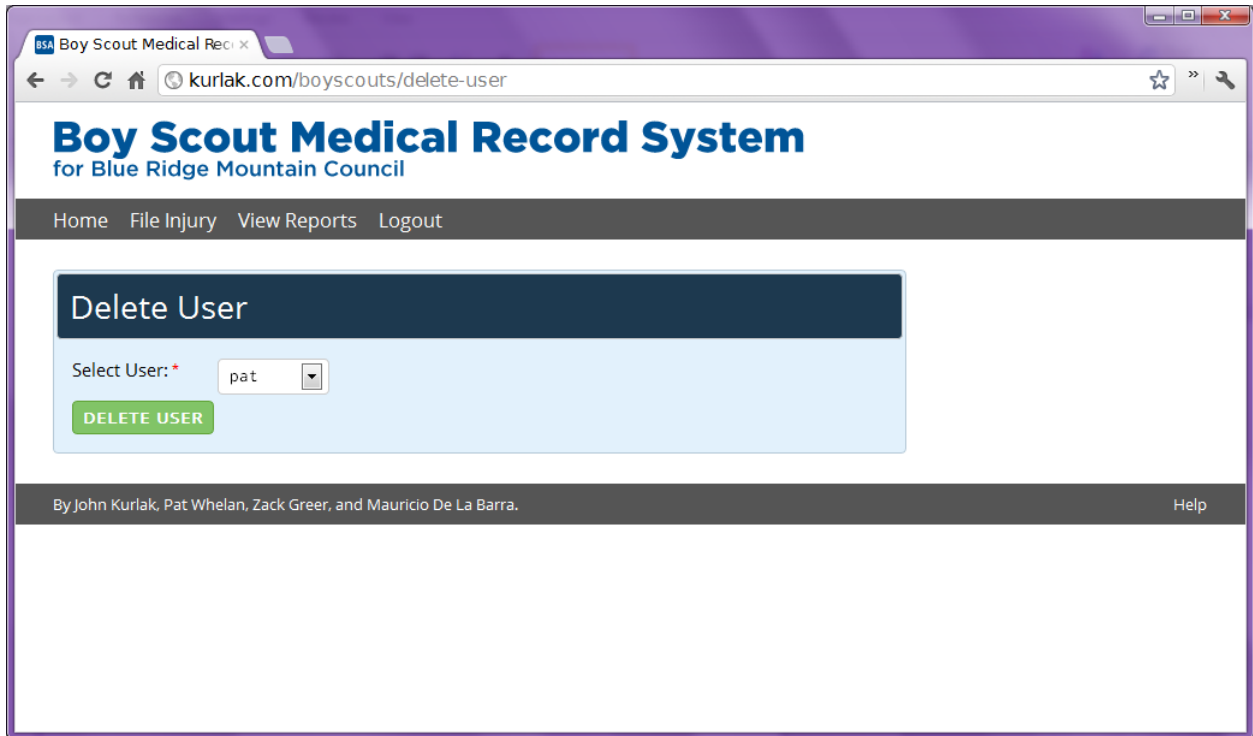 BSA Boy Scout Medical Rec
kurlak.com/boyscouts/delete-user
Boy Scout Medical Record System
for Blue Ridge Mountain Council
Home File Injury View Reports Logout
Delete User
Select User: * pat
DELETE USER
By John Kurlak, Pat Whelan, Zack Greer, and Mauricio De La Barra. Help